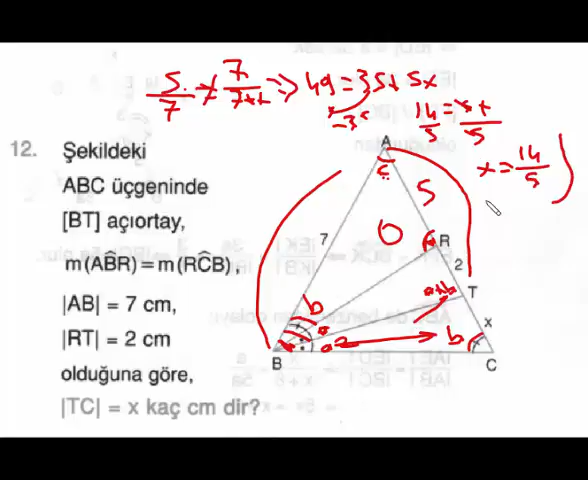 5/7 = 7/7+x => 49 = 35 + 5x
-35
14/5 = 5x/5
x = 14/5
12. Şekildeki
ABC üçgeninde
[BT] açıortay,
m(ABR) = m(RCB),
|AB| = 7 cm,
|RT| = 2 cm
olduğuna göre,
|TC| = x kaç cm dir?
A
c
5
7
R
2
b
T
a+b
a
x
a
b
B
C